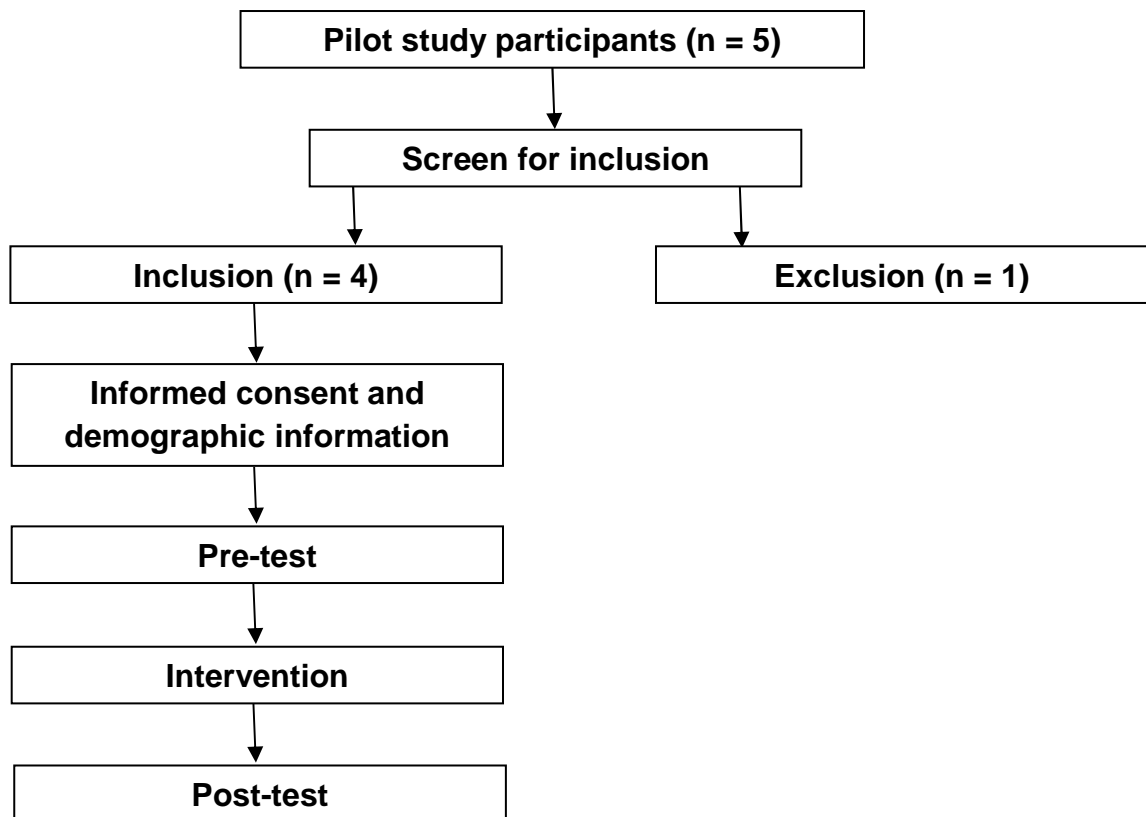 Pilot study participants (n = 5)
Screen for inclusion
Inclusion (n = 4)
Exclusion (n = 1)
Informed consent and
demographic information
Pre-test
Intervention
Post-test